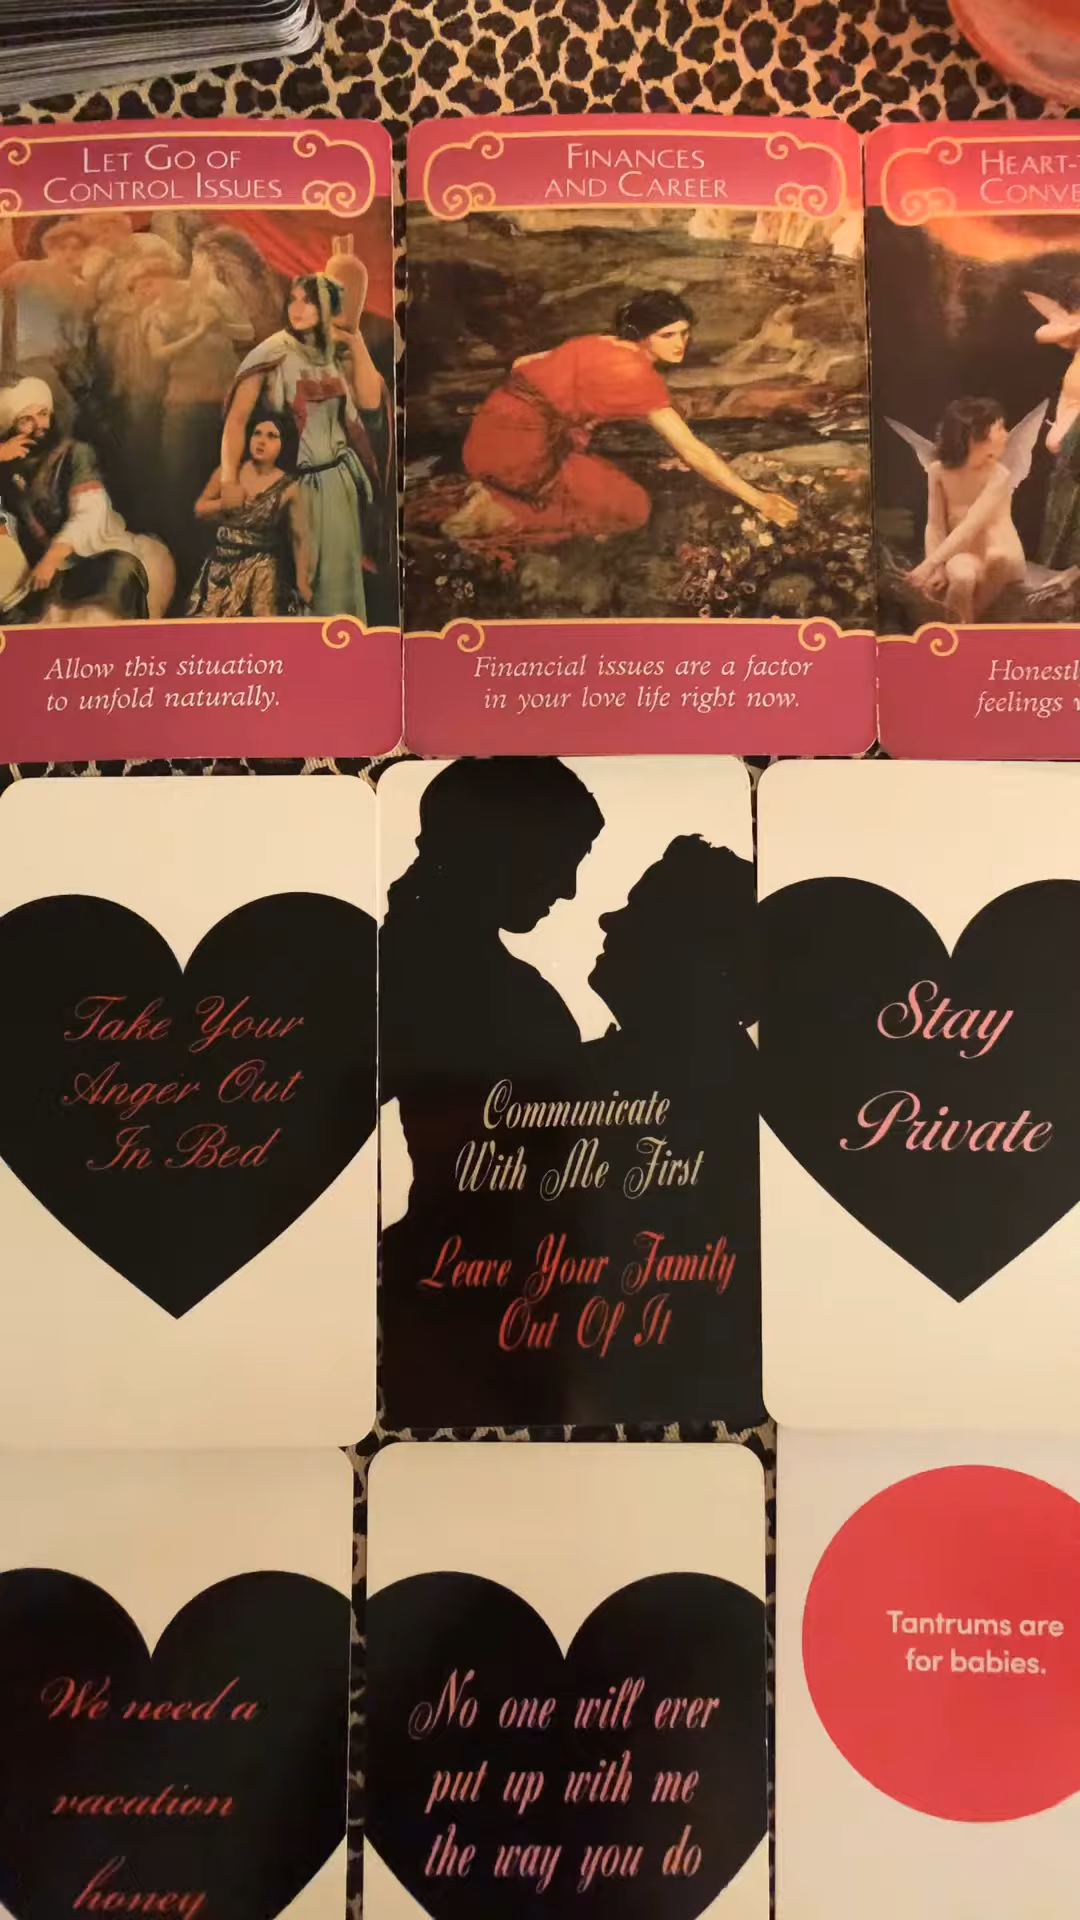 LET GO OF
CONTROL ISSUES
Allow this situation
to unfold naturally.
FINANCES
AND CAREER
Financial issues are a factor
in your love life right now.
HEART-
Take Your
Anger Out
In Bed
Communicate
With Me First
Leave Your Family
Out Of It
Stay
Private
We need a
vacation
honey
No one will ever
put up with me
the way you do
Tantrums are
for babies.
feelings